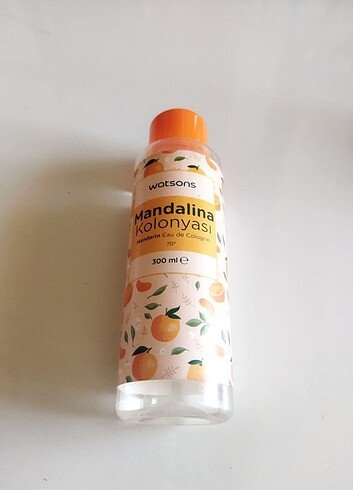 watsons
Mandalina
Kolonyası
Mandarin Eau de Cologne
70°
300 ml ℮